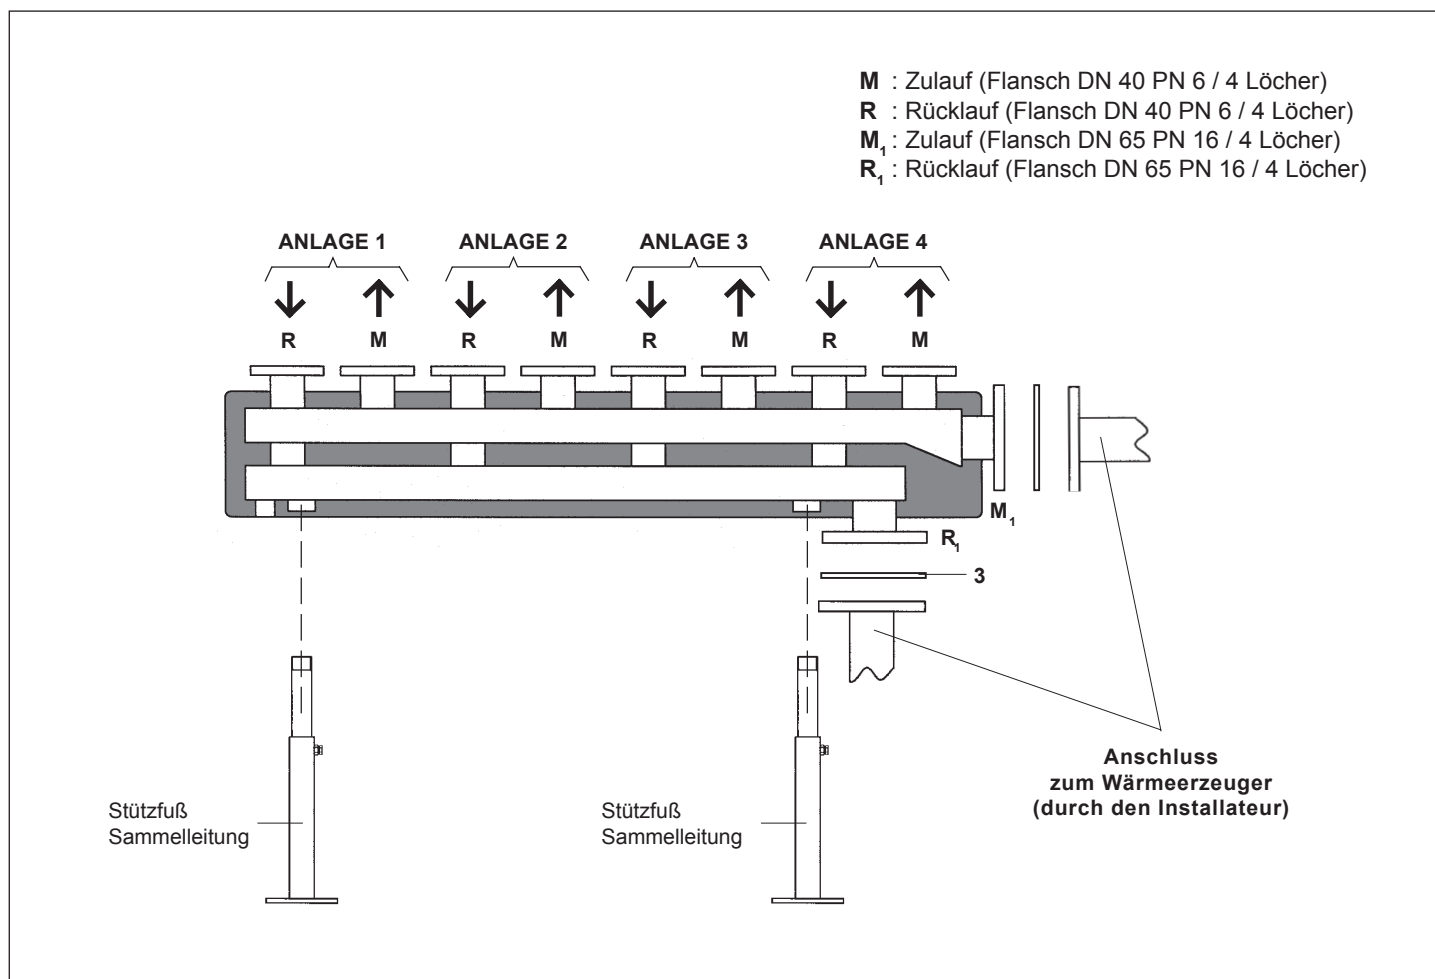 M : Zulauf (Flansch DN 40 PN 6 / 4 Löcher)
R : Rücklauf (Flansch DN 40 PN 6 / 4 Löcher)
M1 : Zulauf (Flansch DN 65 PN 16 / 4 Löcher)
R1 : Rücklauf (Flansch DN 65 PN 16 / 4 Löcher)
ANLAGE 1 ANLAGE 2 ANLAGE 3 ANLAGE 4
R M R M R M R M
M1
R1
3
Anschluss
zum Wärmeerzeuger
(durch den Installateur)
Stützfuß
Sammelleitung
Stützfuß
Sammelleitung